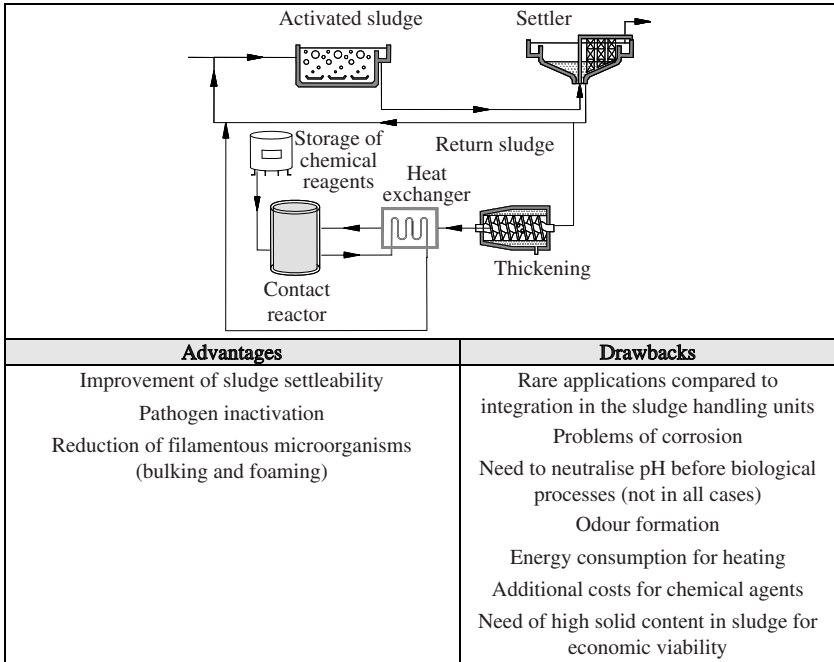 Activated sludge
Settler
Storage of
chemical
reagents
Return sludge
Heat
exchanger
Thickening
Contact
reactor
Advantages
Improvement of sludge settleability
Pathogen inactivation
Reduction of filamentous microorganisms
(bulking and foaming)
Drawbacks
Rare applications compared to
integration in the sludge handling units
Problems of corrosion
Need to neutralise pH before biological
processes (not in all cases)
Odour formation
Energy consumption for heating
Additional costs for chemical agents
Need of high solid content in sludge for
economic viability